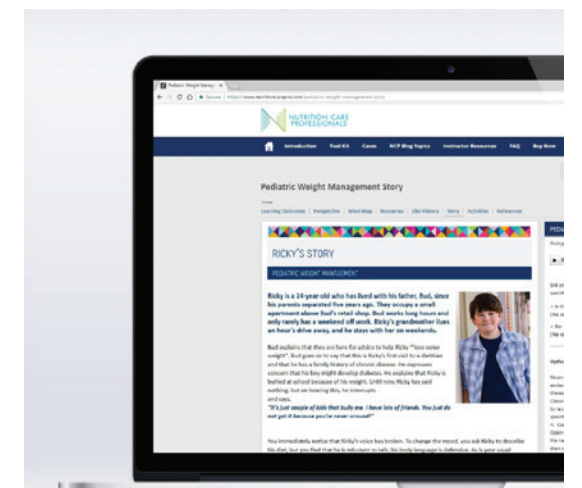 Pediatric Weight Manag
Secure | https://www.nutritioncarepro.com/pediatric-weight-management-story
NUTRITION CARE
PROFESSIONALS
Introduction Tool Kit Cases NCP Blog Topics Instructor Resources FAQ Buy Now
Pediatric Weight Management Story
Learning Outcomes | Perspective | Mind Map | Resources | Diet History | Story | Activities | References
RICKY'S STORY
PEDIATRIC WEIGHT MANAGEMENT
Ricky is a 14-year-old who has lived with his father, Bud, since
his parents separated five years ago. They occupy a small
apartment above Bud's retail shop. Bud works long hours and
only rarely has a weekend off work. Ricky's grandmother lives
an hour's drive away, and he stays with her on weekends.
Bud explains that they are here for advice to help Ricky "lose some
weight". Bud goes on to say that this is Ricky's first visit to a dietitian
and that he has a family history of chronic disease. He expresses
concern that his boy might develop diabetes. He explains that Ricky is
bullied at school because of his weight. Until now, Ricky has said
nothing, but on hearing this, he interrupts
and says,
"It's just couple of kids that bully me. I have lots of friends. You just do
not get it because you're never around!"
You immediately notice that Ricky's voice has broken. To change the mood, you ask Ricky to describe
his diet, but you find that he is reluctant to talk; his body language is defensive. As is your usual
PEDIA